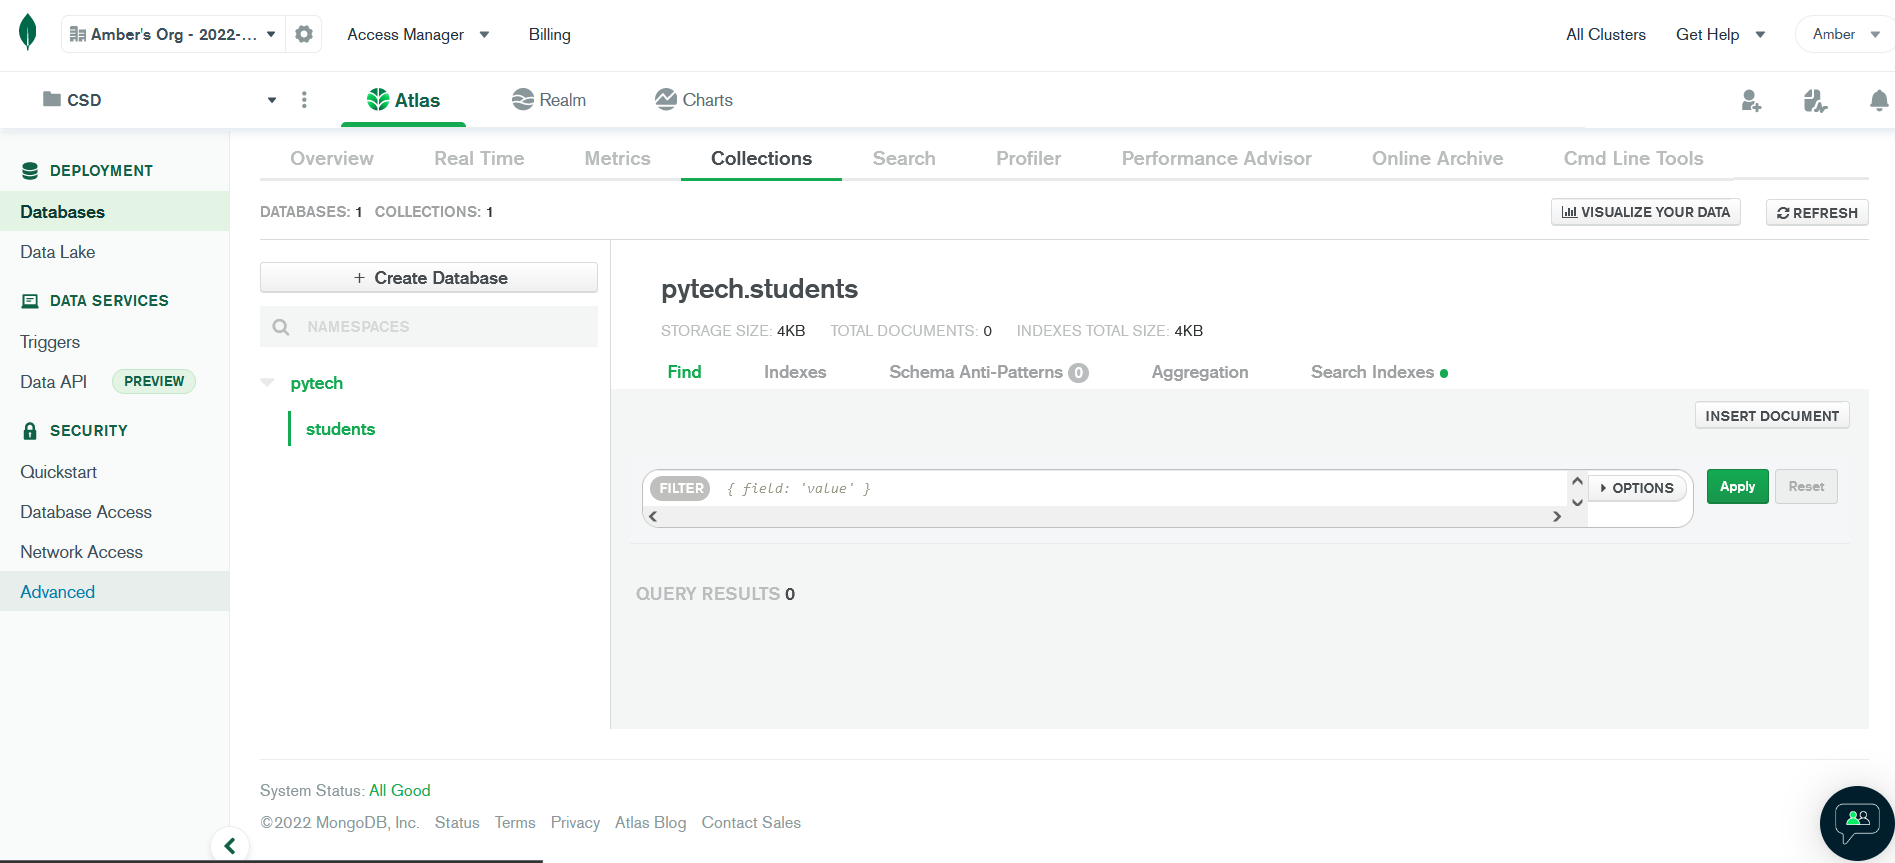 Amber's Org - 2022-...
Access Manager
Billing
All Clusters
Get Help
Amber
CSD
Atlas
Realm
Charts
DEPLOYMENT
Databases
Data Lake
DATA SERVICES
Triggers
Data API PREVIEW
SECURITY
Quickstart
Database Access
Network Access
Advanced
Overview Real Time Metrics Collections Search Profiler Performance Advisor Online Archive Cmd Line Tools
DATABASES: 1 COLLECTIONS: 1
VISUALIZE YOUR DATA
REFRESH
+ Create Database
NAMESPACES
pytech
students
pytech.students
STORAGE SIZE: 4KB TOTAL DOCUMENTS: 0 INDEXES TOTAL SIZE: 4KB
Find Indexes Schema Anti-Patterns 0 Aggregation Search Indexes
INSERT DOCUMENT
FILTER { field: 'value' }
OPTIONS
Apply
Reset
QUERY RESULTS 0
System Status: All Good
©2022 MongoDB, Inc. Status Terms Privacy Atlas Blog Contact Sales